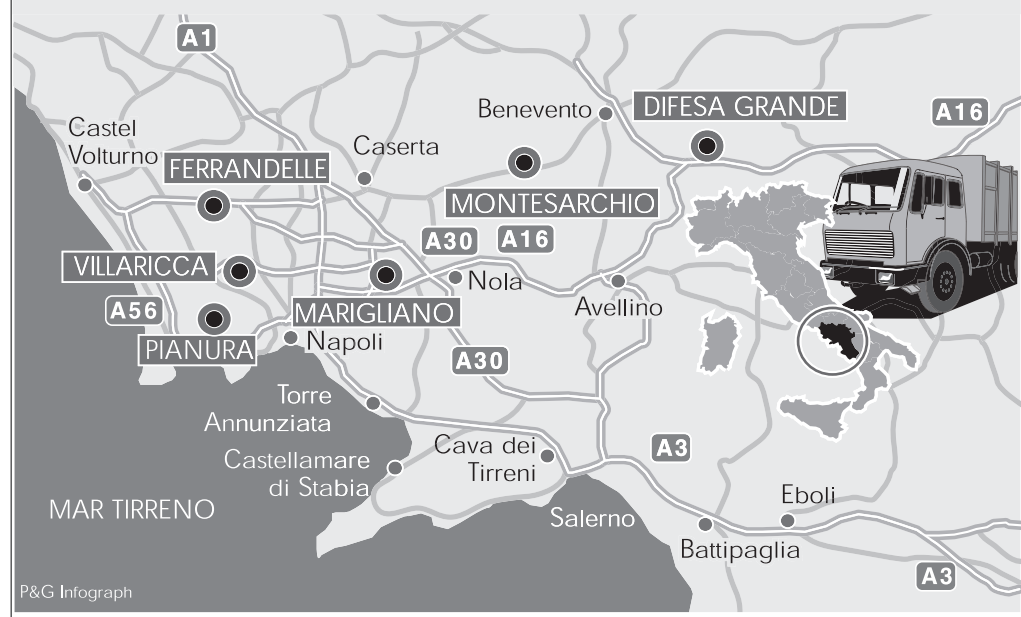 A1
Castel
Volturno
FERRANDELLE
Caserta
Benevento
DIFESA GRANDE
A16
MONTESARCHIO
A30
A16
VILLARICCA
A56
PIANURA
MARIGLIANO
Napoli
Nola
Avellino
A30
Torre
Annunziata
Castellamare
di Stabia
Cava dei
Tirreni
A3
MAR TIRRENO
Salerno
Eboli
Battipaglia
A3
P&G Infograph